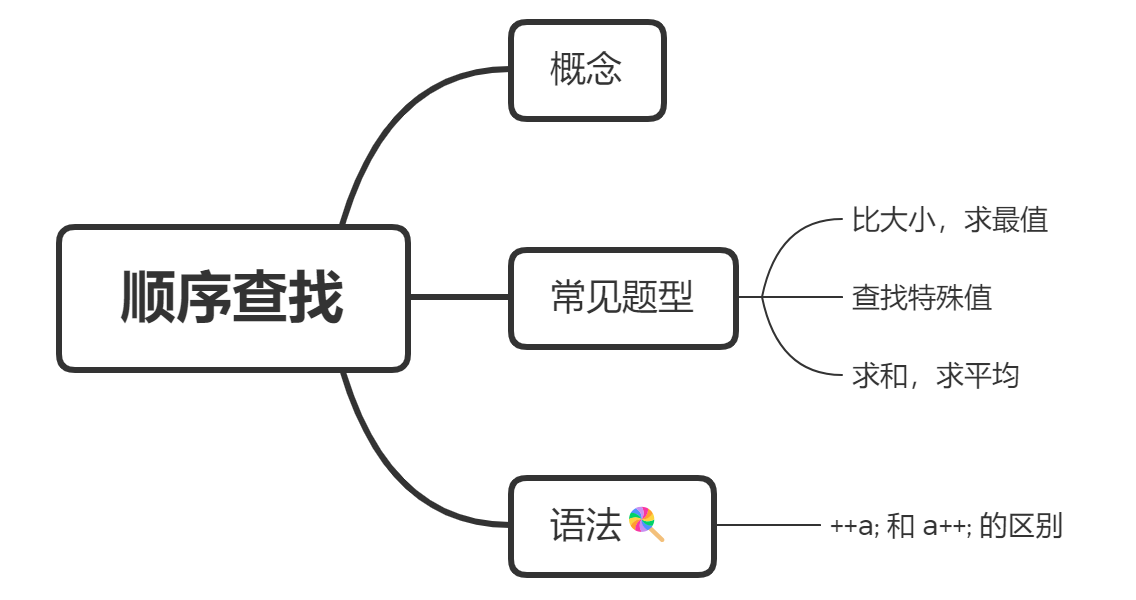 概念
比大小，求最值
顺序查找
常见题型
查找特殊值
求和，求平均
语法🍭
++a; 和 a++; 的区别